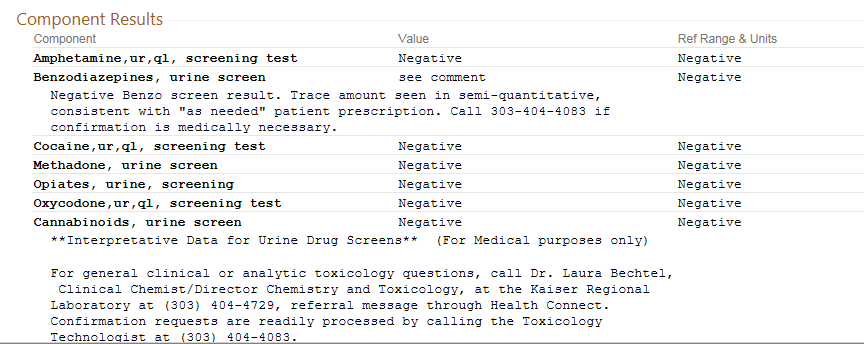 Component Results
Component Value Ref Range & Units
Amphetamine,ur,ql, screening test Negative Negative
Benzodiazepines, urine screen see comment Negative
Negative Benzo screen result. Trace amount seen in semi-quantitative,
consistent with "as needed" patient prescription. Call 303-404-4083 if
confirmation is medically necessary.
Cocaine,ur,ql, screening test Negative Negative
Methadone, urine screen Negative Negative
Opiates, urine, screening Negative Negative
Oxycodone,ur,ql, screening test Negative Negative
Cannabinoids, urine screen Negative Negative
**Interpretative Data for Urine Drug Screens** (For Medical purposes only)
For general clinical or analytic toxicology questions, call Dr. Laura Bechtel,
Clinical Chemist/Director Chemistry and Toxicology, at the Kaiser Regional
Laboratory at (303) 404-4729, referral message through Health Connect.
Confirmation requests are readily processed by calling the Toxicology
Technologist at (303) 404-4083.